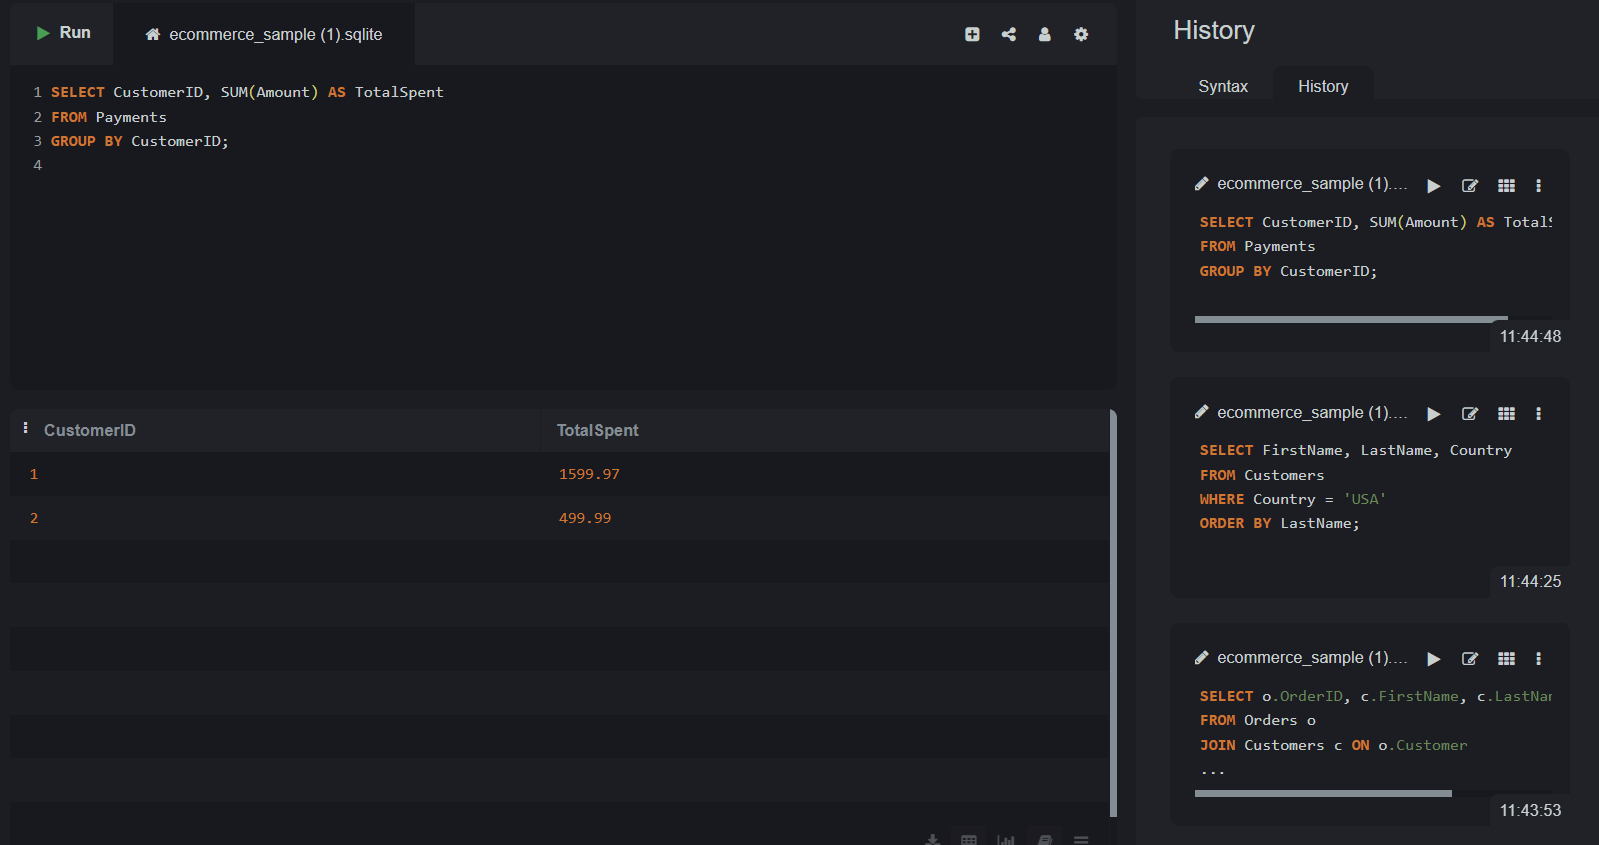 Run
ecommerce_sample (1).sqlite
1 SELECT CustomerID, SUM(Amount) AS TotalSpent
2 FROM Payments
3 GROUP BY CustomerID;
4
CustomerID TotalSpent
1 1599.97
2 499.99
History
Syntax History
ecommerce_sample (1)....
SELECT CustomerID, SUM(Amount) AS TotalS
FROM Payments
GROUP BY CustomerID;
11:44:48
ecommerce_sample (1)....
SELECT FirstName, LastName, Country
FROM Customers
WHERE Country = 'USA'
ORDER BY LastName;
11:44:25
ecommerce_sample (1)....
SELECT o.OrderID, c.FirstName, c.LastNam
FROM Orders o
JOIN Customers c ON o.Customer
...
11:43:53